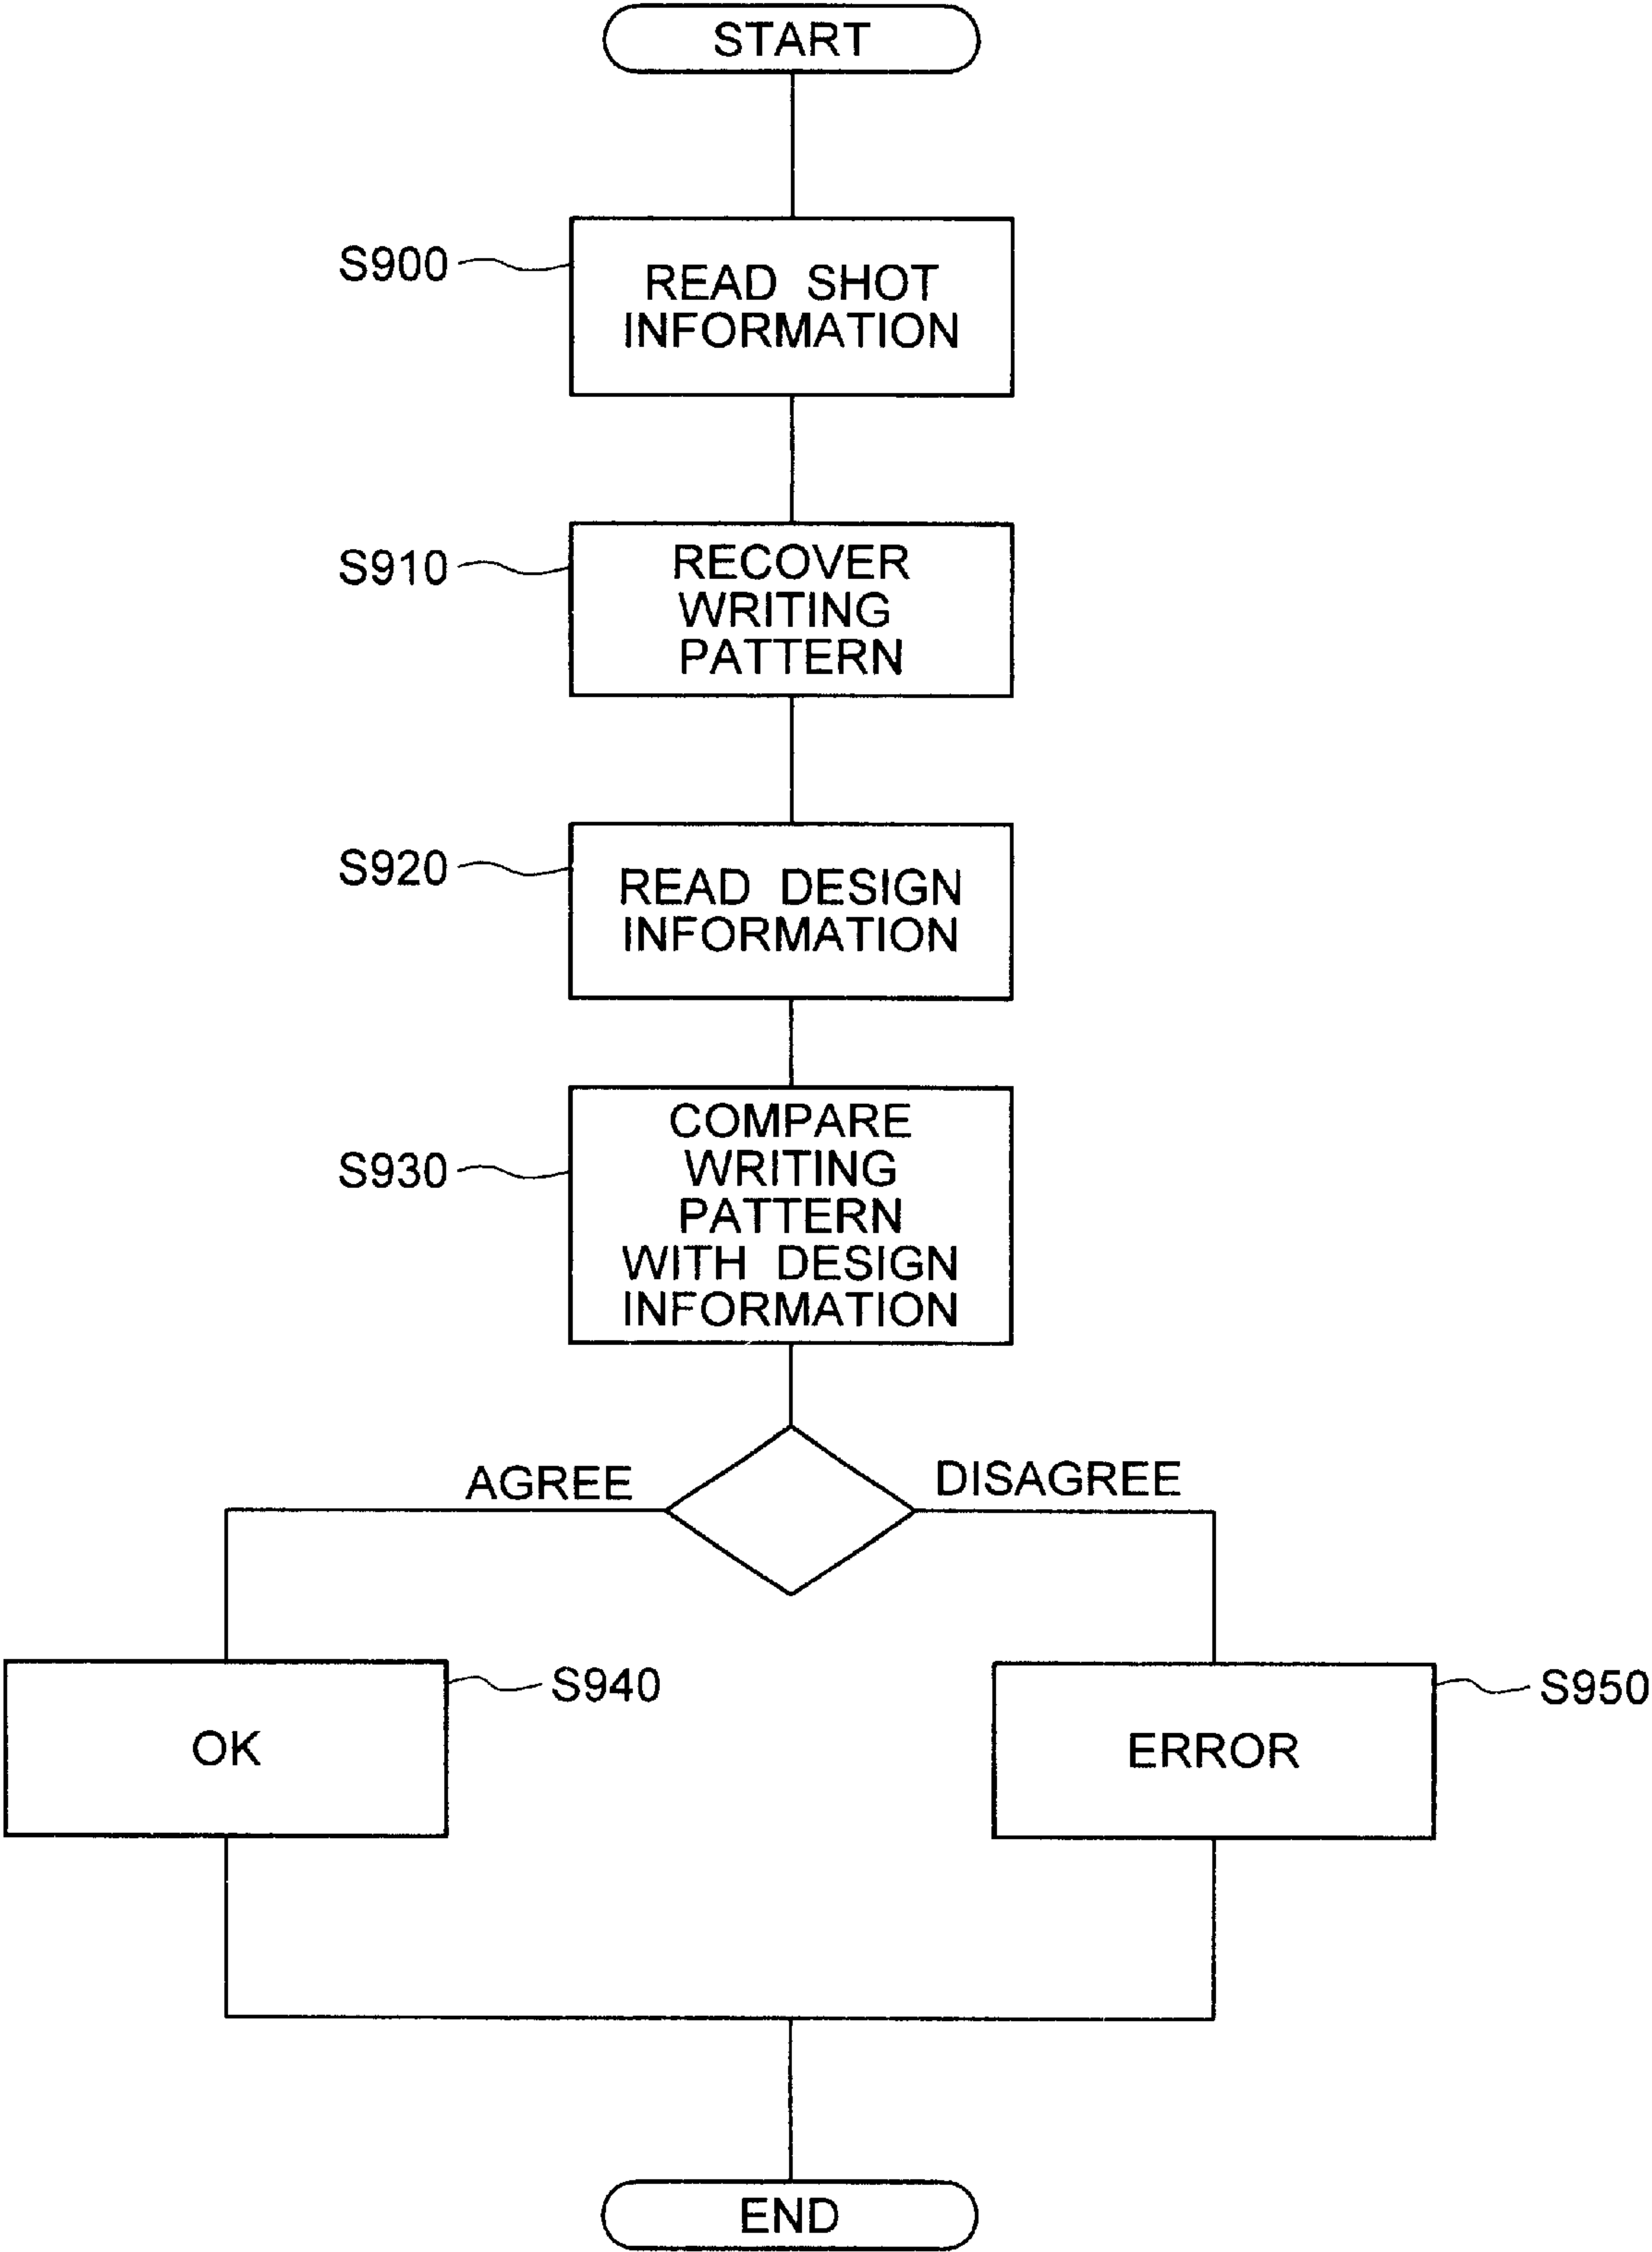 START
S900
READ SHOT
INFORMATION
S910
RECOVER
WRITING
PATTERN
S920
READ DESIGN
INFORMATION
S930
COMPARE
WRITING
PATTERN
WITH DESIGN
INFORMATION
AGREE
DISAGREE
OK
S940
ERROR
S950
END